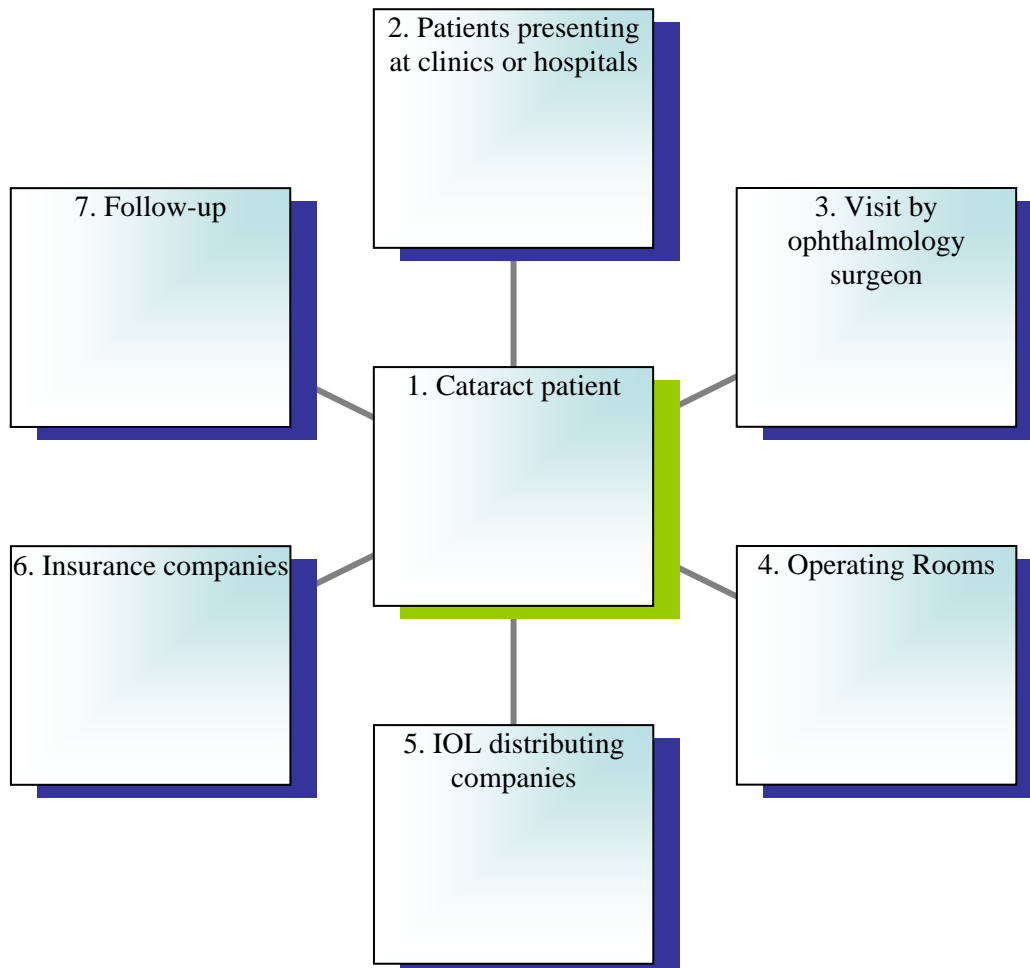 2. Patients presenting
at clinics or hospitals
7. Follow-up
3. Visit by
ophthalmology
surgeon
1. Cataract patient
6. Insurance companies
4. Operating Rooms
5. IOL distributing
companies